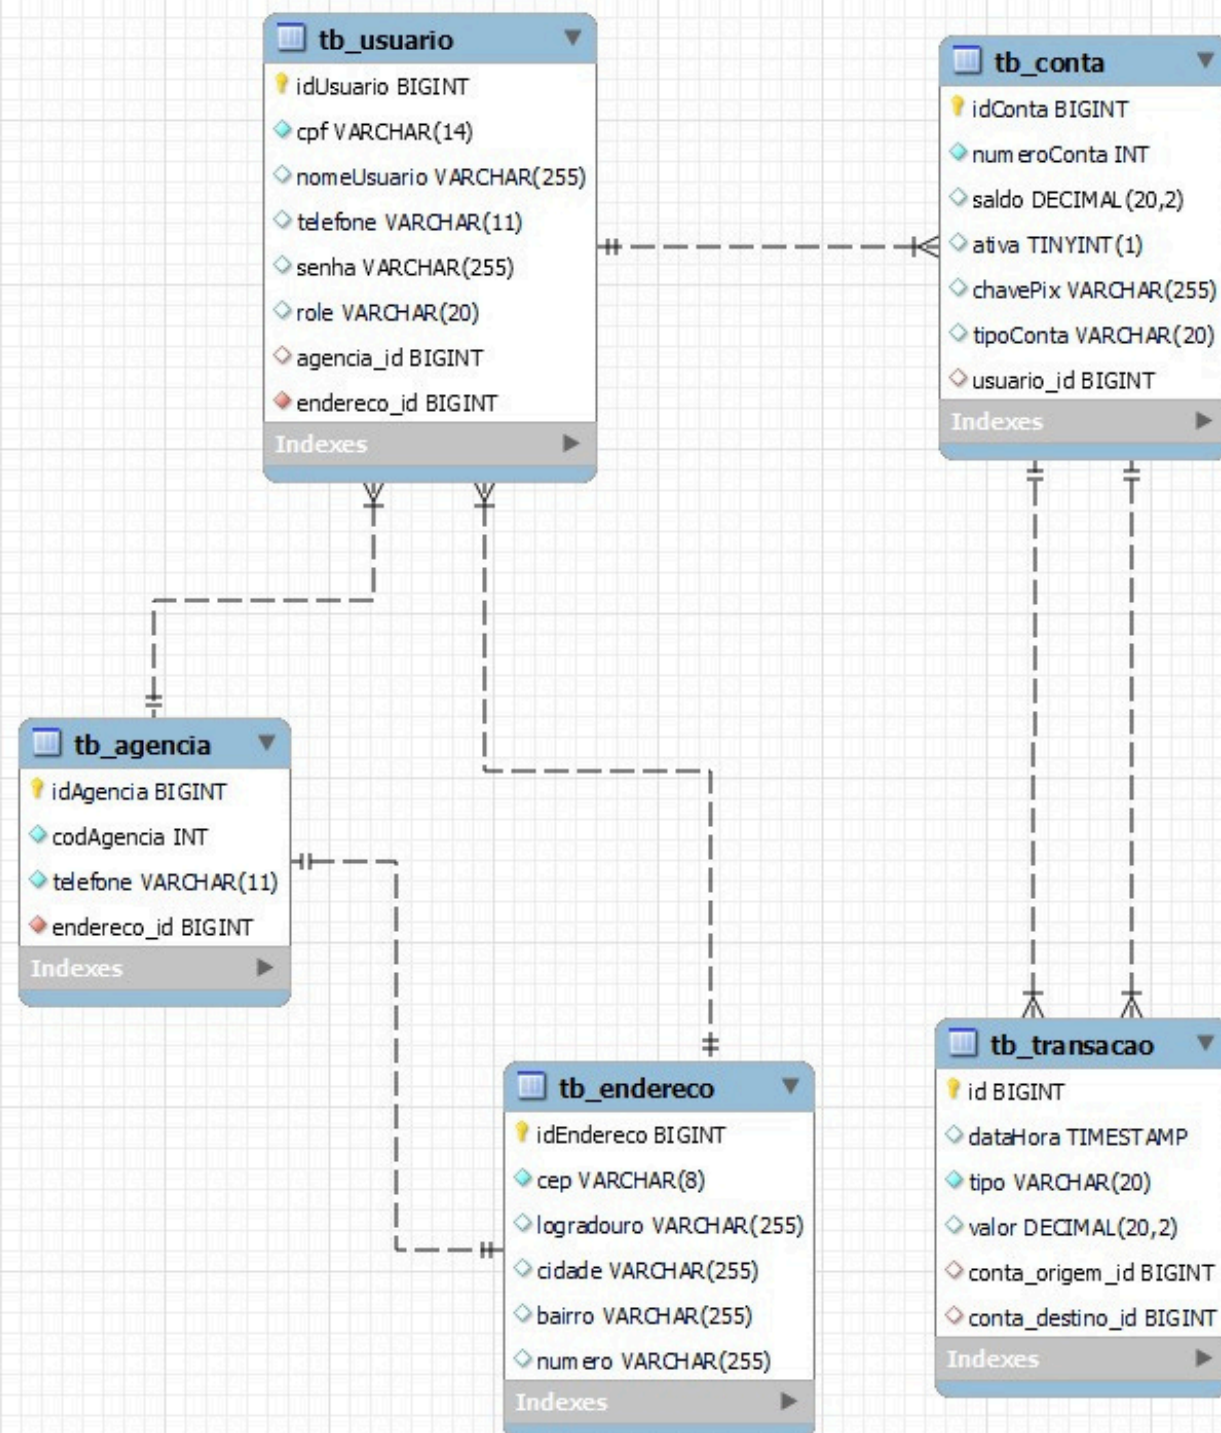 tb_usuario
idUsuario BIGINT
cpf VARCHAR(14)
nomeUsuario VARCHAR(255)
telefone VARCHAR(11)
senha VARCHAR(255)
role VARCHAR(20)
agencia_id BIGINT
endereco_id BIGINT
Indexes
tb_conta
idConta BIGINT
numeroConta INT
saldo DECIMAL(20,2)
ativa TINYINT(1)
chavePix VARCHAR(255)
tipoConta VARCHAR(20)
usuario_id BIGINT
Indexes
tb_agencia
idAgencia BIGINT
codAgencia INT
telefone VARCHAR(11)
endereco_id BIGINT
Indexes
tb_endereco
idEndereco BIGINT
cep VARCHAR(8)
logradouro VARCHAR(255)
cidade VARCHAR(255)
bairro VARCHAR(255)
numero VARCHAR(255)
Indexes
tb_transacao
id BIGINT
dataHora TIMESTAMP
tipo VARCHAR(20)
valor DECIMAL(20,2)
conta_origem_id BIGINT
conta_destino_id BIGINT
Indexes